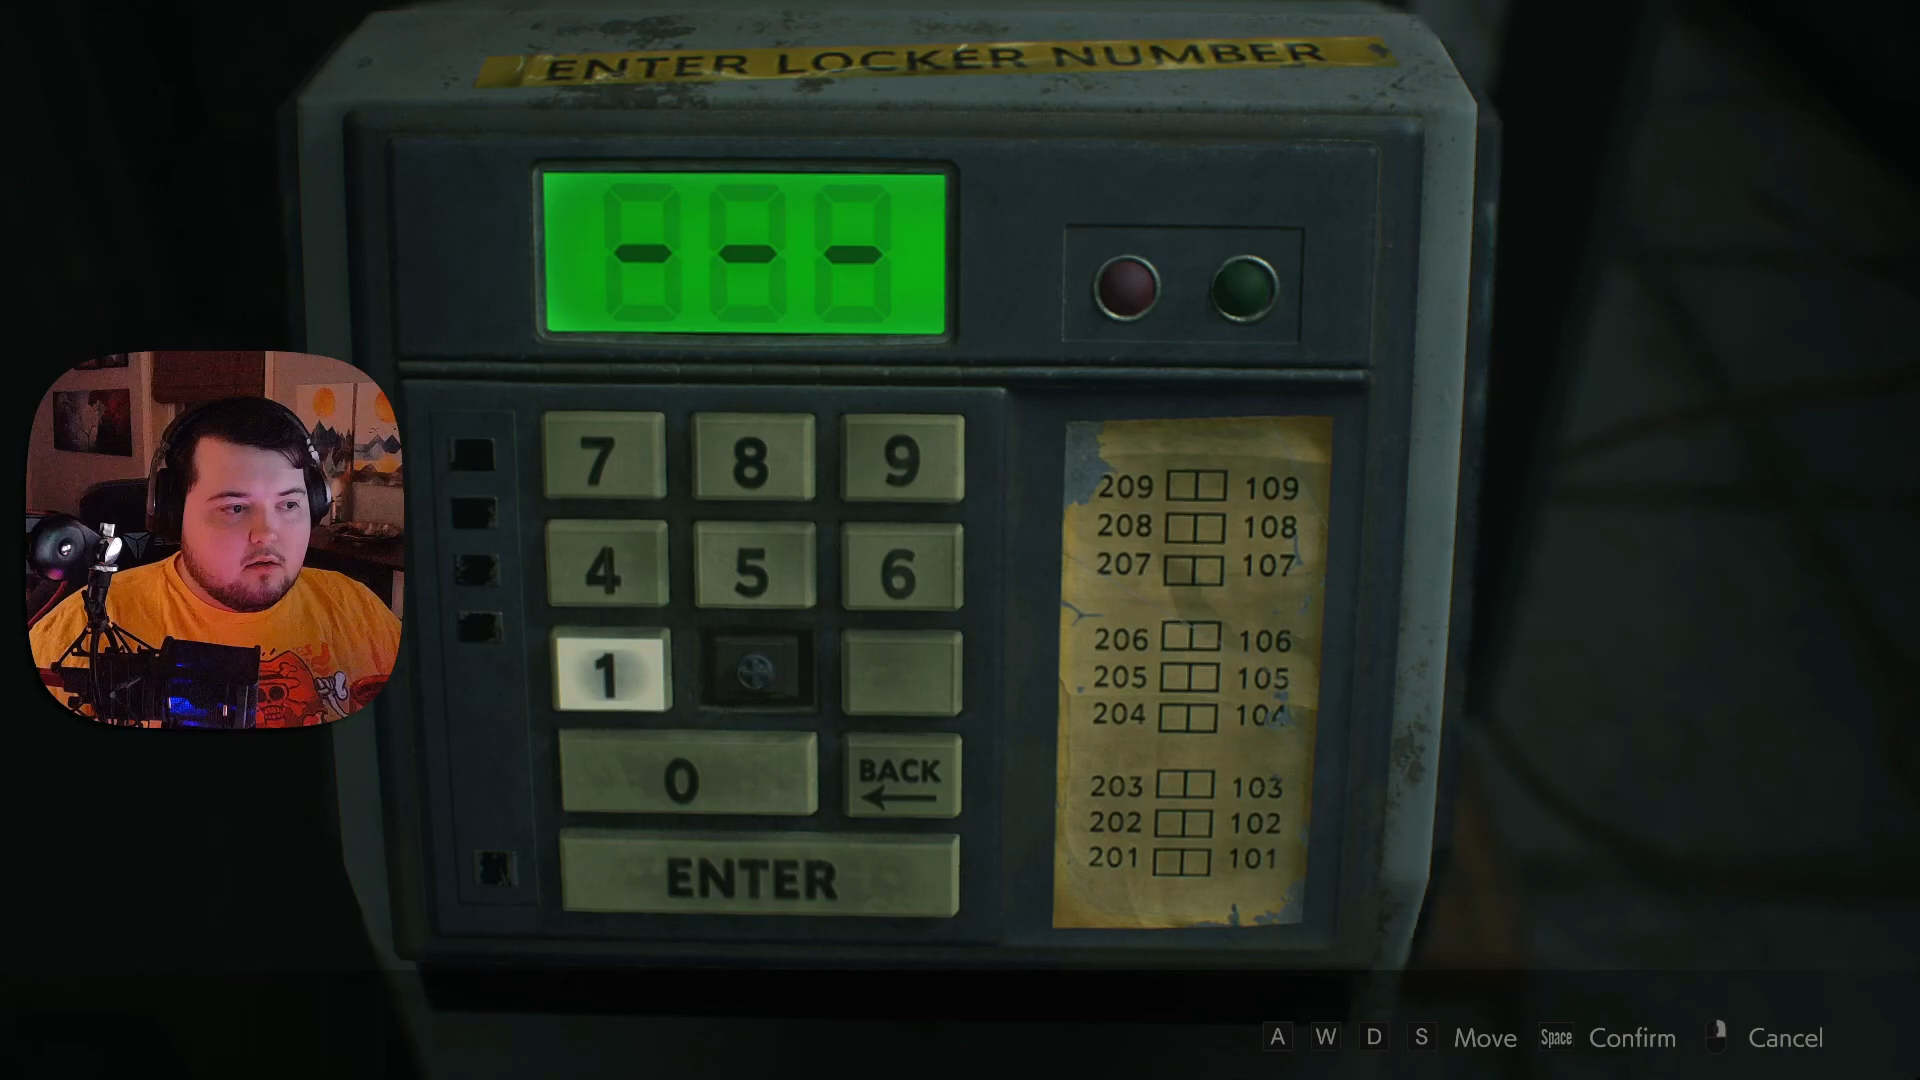 ENTER LOCKER NUMBER
---
7 8 9
4 5 6
1
0 BACK
ENTER
209 109
208 108
207 107
206 106
205 105
204 104
203 103
202 102
201 101
A W D S Move Space Confirm Cancel